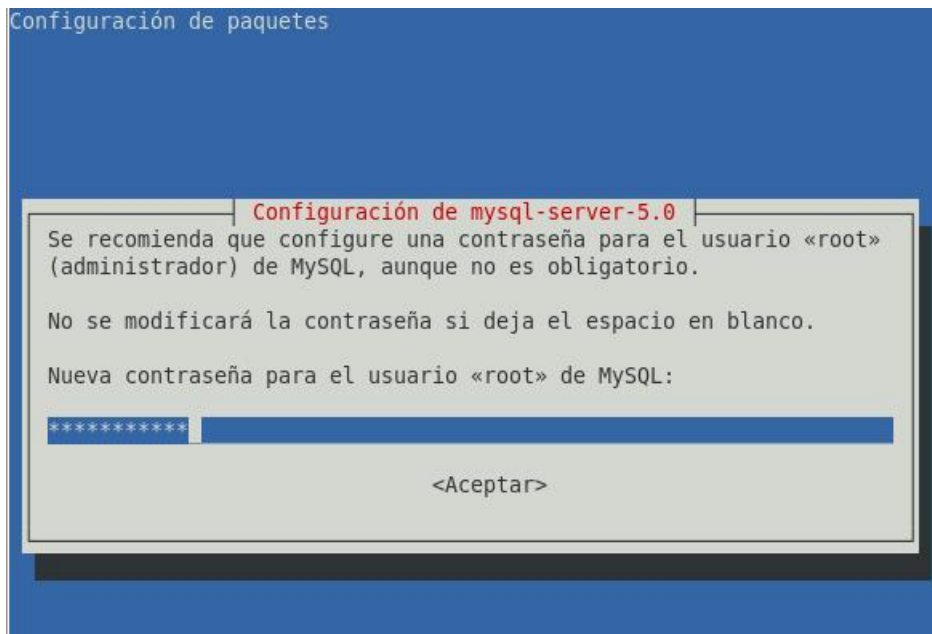 Configuración de paquetes
Configuración de mysql-server-5.0
Se recomienda que configure una contraseña para el usuario «root»
(administrador) de MySQL, aunque no es obligatorio.
No se modificará la contraseña si deja el espacio en blanco.
Nueva contraseña para el usuario «root» de MySQL:
***********
<Aceptar>